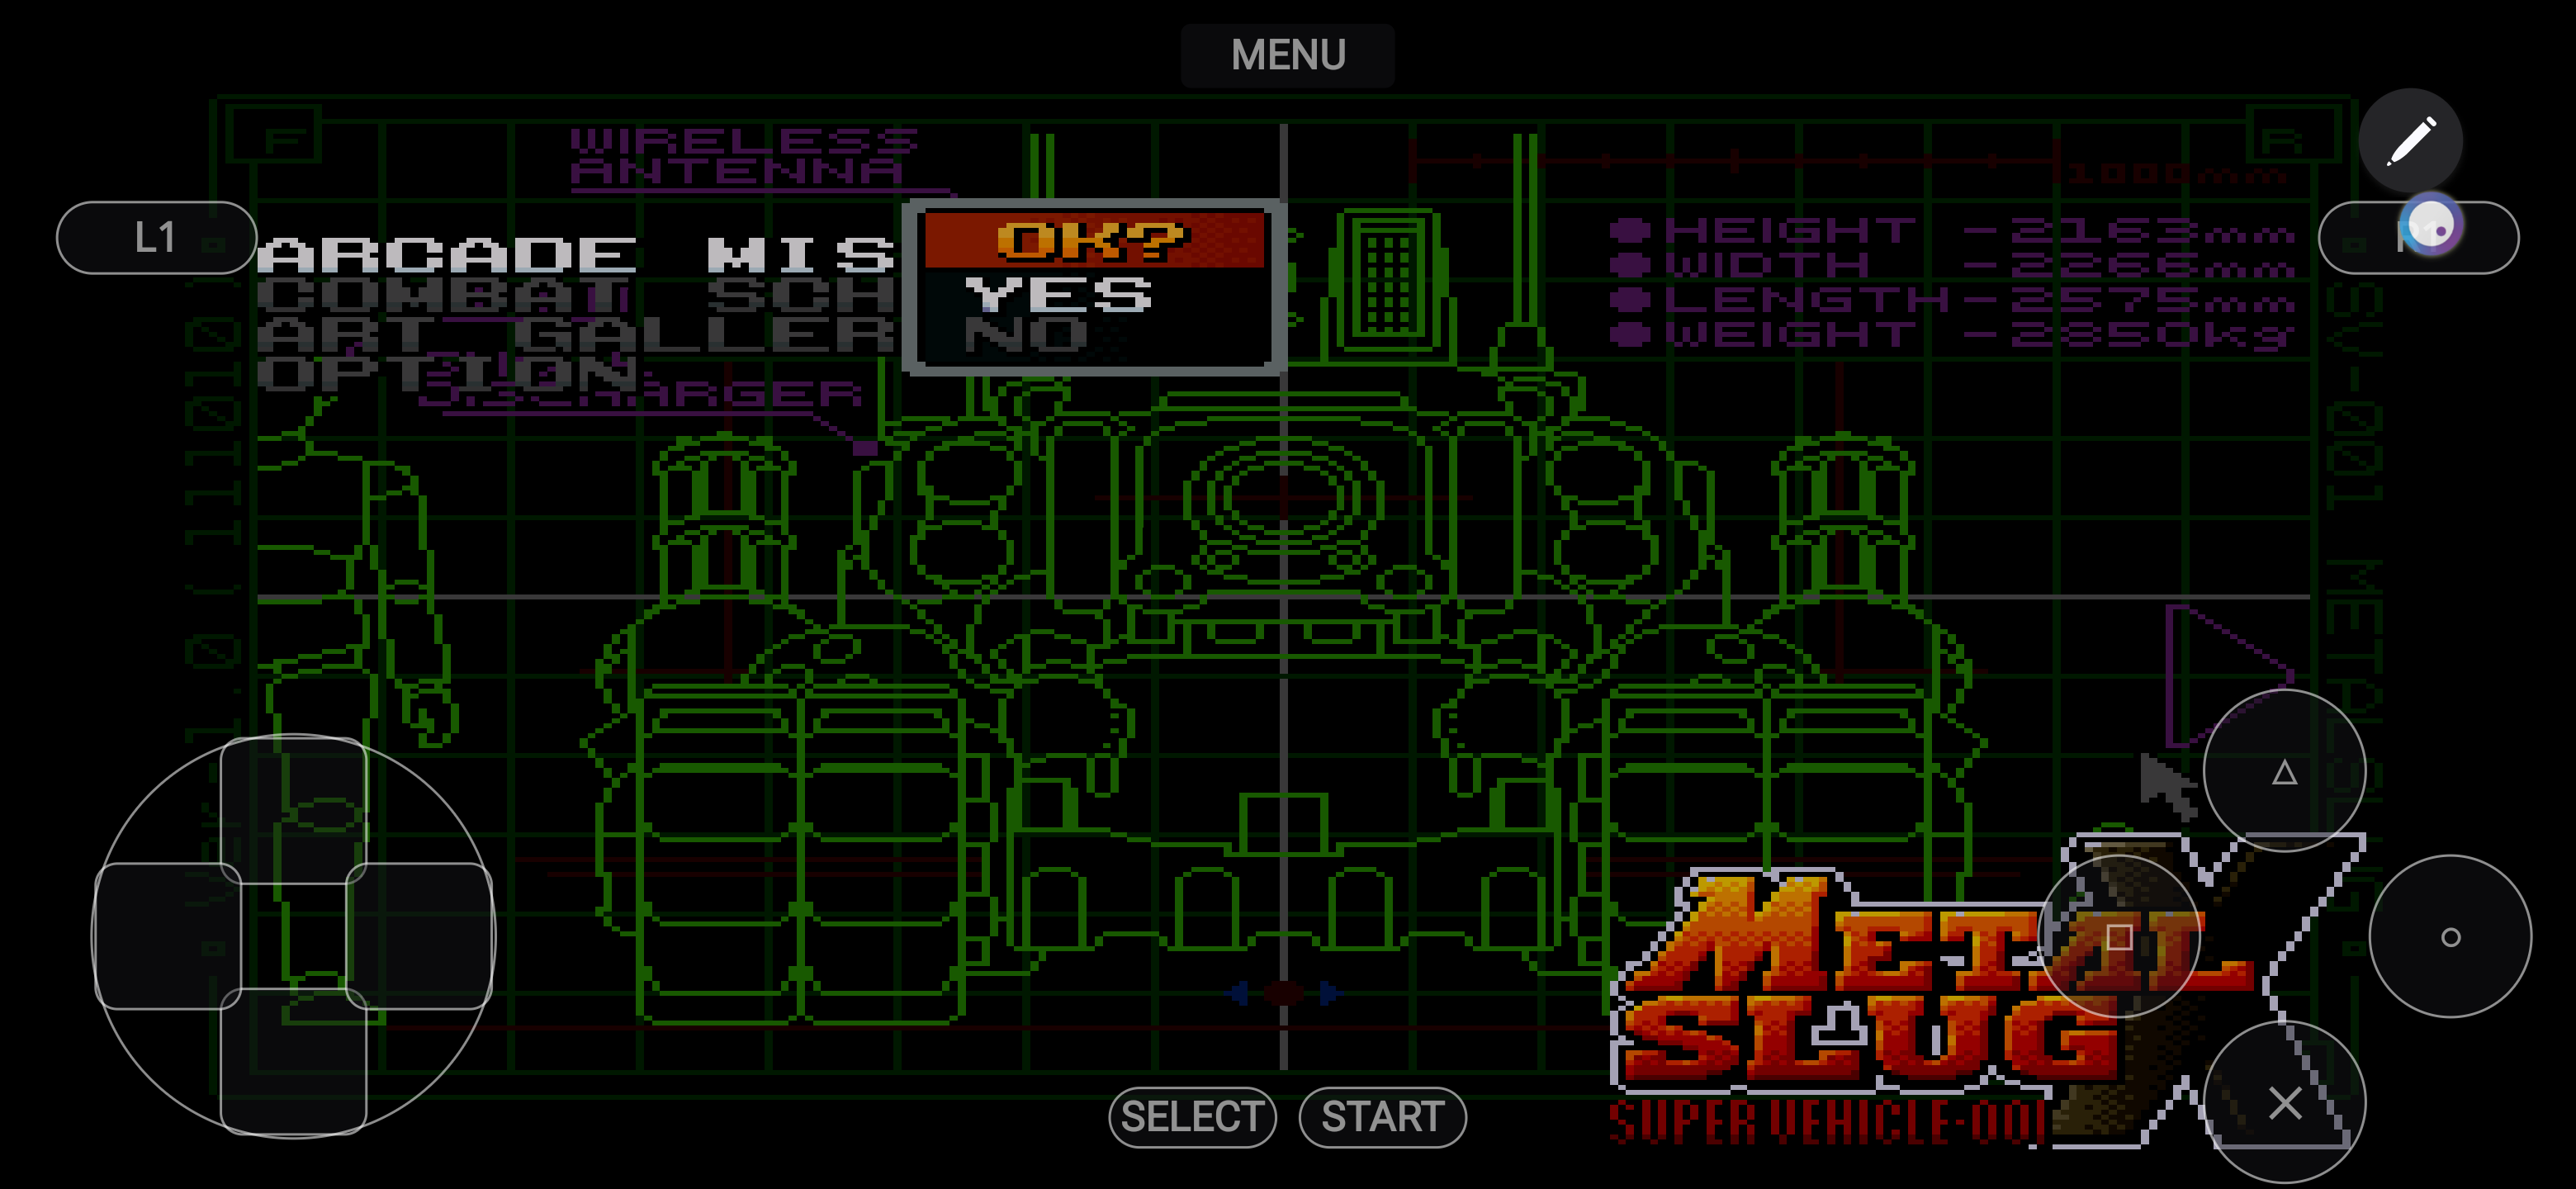 MENU
F
R
WIRELESS
ANTENNA
1000mm
L1
ARCADE MIS
COMBAT SCH
ART GALLER
OPTION
OK?
YES
NO
HEIGHT - 2163mm
WIDTH - 2266mm
LENGTH - 2575mm
WEIGHT - 2350kg
METAL
SLUG
X
SUPER VEHICLE-001
SELECT
START